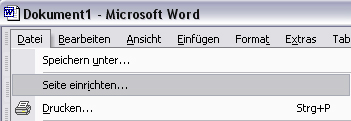 Dokument1 - Microsoft Word
Datei Bearbeiten Ansicht Einfügen Format Extras Tab
Speichern unter...
Seite einrichten...
Drucken... Strg+P